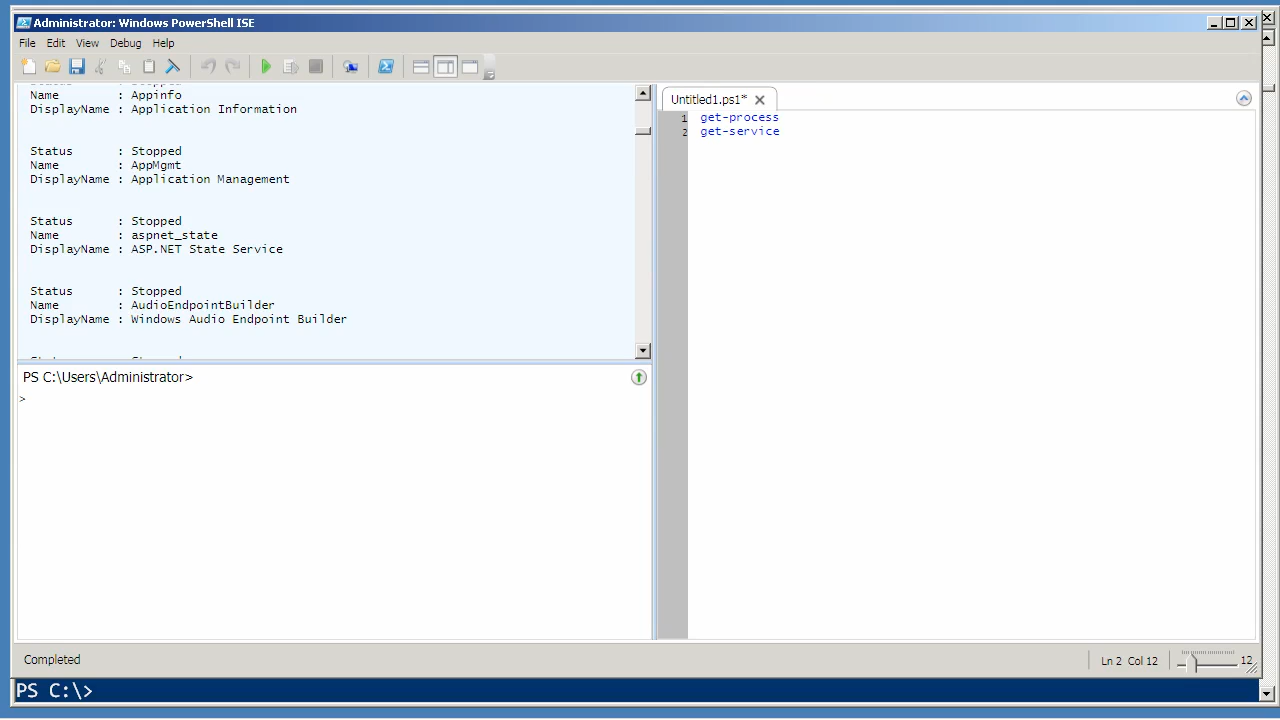 Administrator: Windows PowerShell ISE
File Edit View Debug Help
Name : Appinfo
DisplayName : Application Information
Status : Stopped
Name : AppMgmt
DisplayName : Application Management
Status : Stopped
Name : aspnet_state
DisplayName : ASP.NET State Service
Status : Stopped
Name : AudioEndpointBuilder
DisplayName : Windows Audio Endpoint Builder
PS C:\Users\Administrator>
>
Untitled1.ps1*
1 get-process
2 get-service
Completed
Ln 2 Col 12
12
PS C:\>